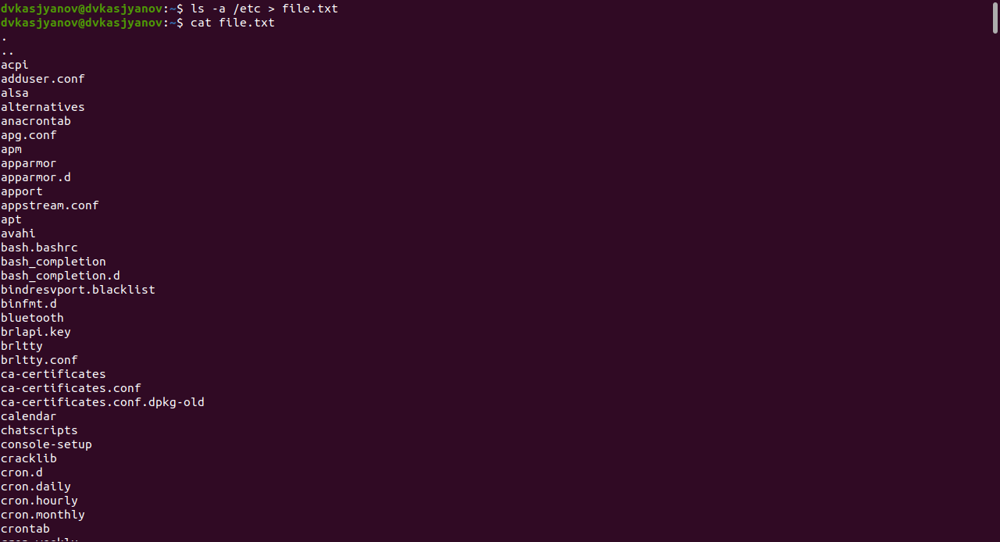 dvkasjyanov@dvkasjyanov:~$ ls -a /etc > file.txt
dvkasjyanov@dvkasjyanov:~$ cat file.txt
.
..
acpi
adduser.conf
alsa
alternatives
anacrontab
apg.conf
apm
apparmor
apparmor.d
apport
appstream.conf
apt
avahi
bash.bashrc
bash_completion
bash_completion.d
bindresvport.blacklist
binfmt.d
bluetooth
brlapi.key
brltty
brltty.conf
ca-certificates
ca-certificates.conf
ca-certificates.conf.dpkg-old
calendar
chatscripts
console-setup
cracklib
cron.d
cron.daily
cron.hourly
cron.monthly
crontab